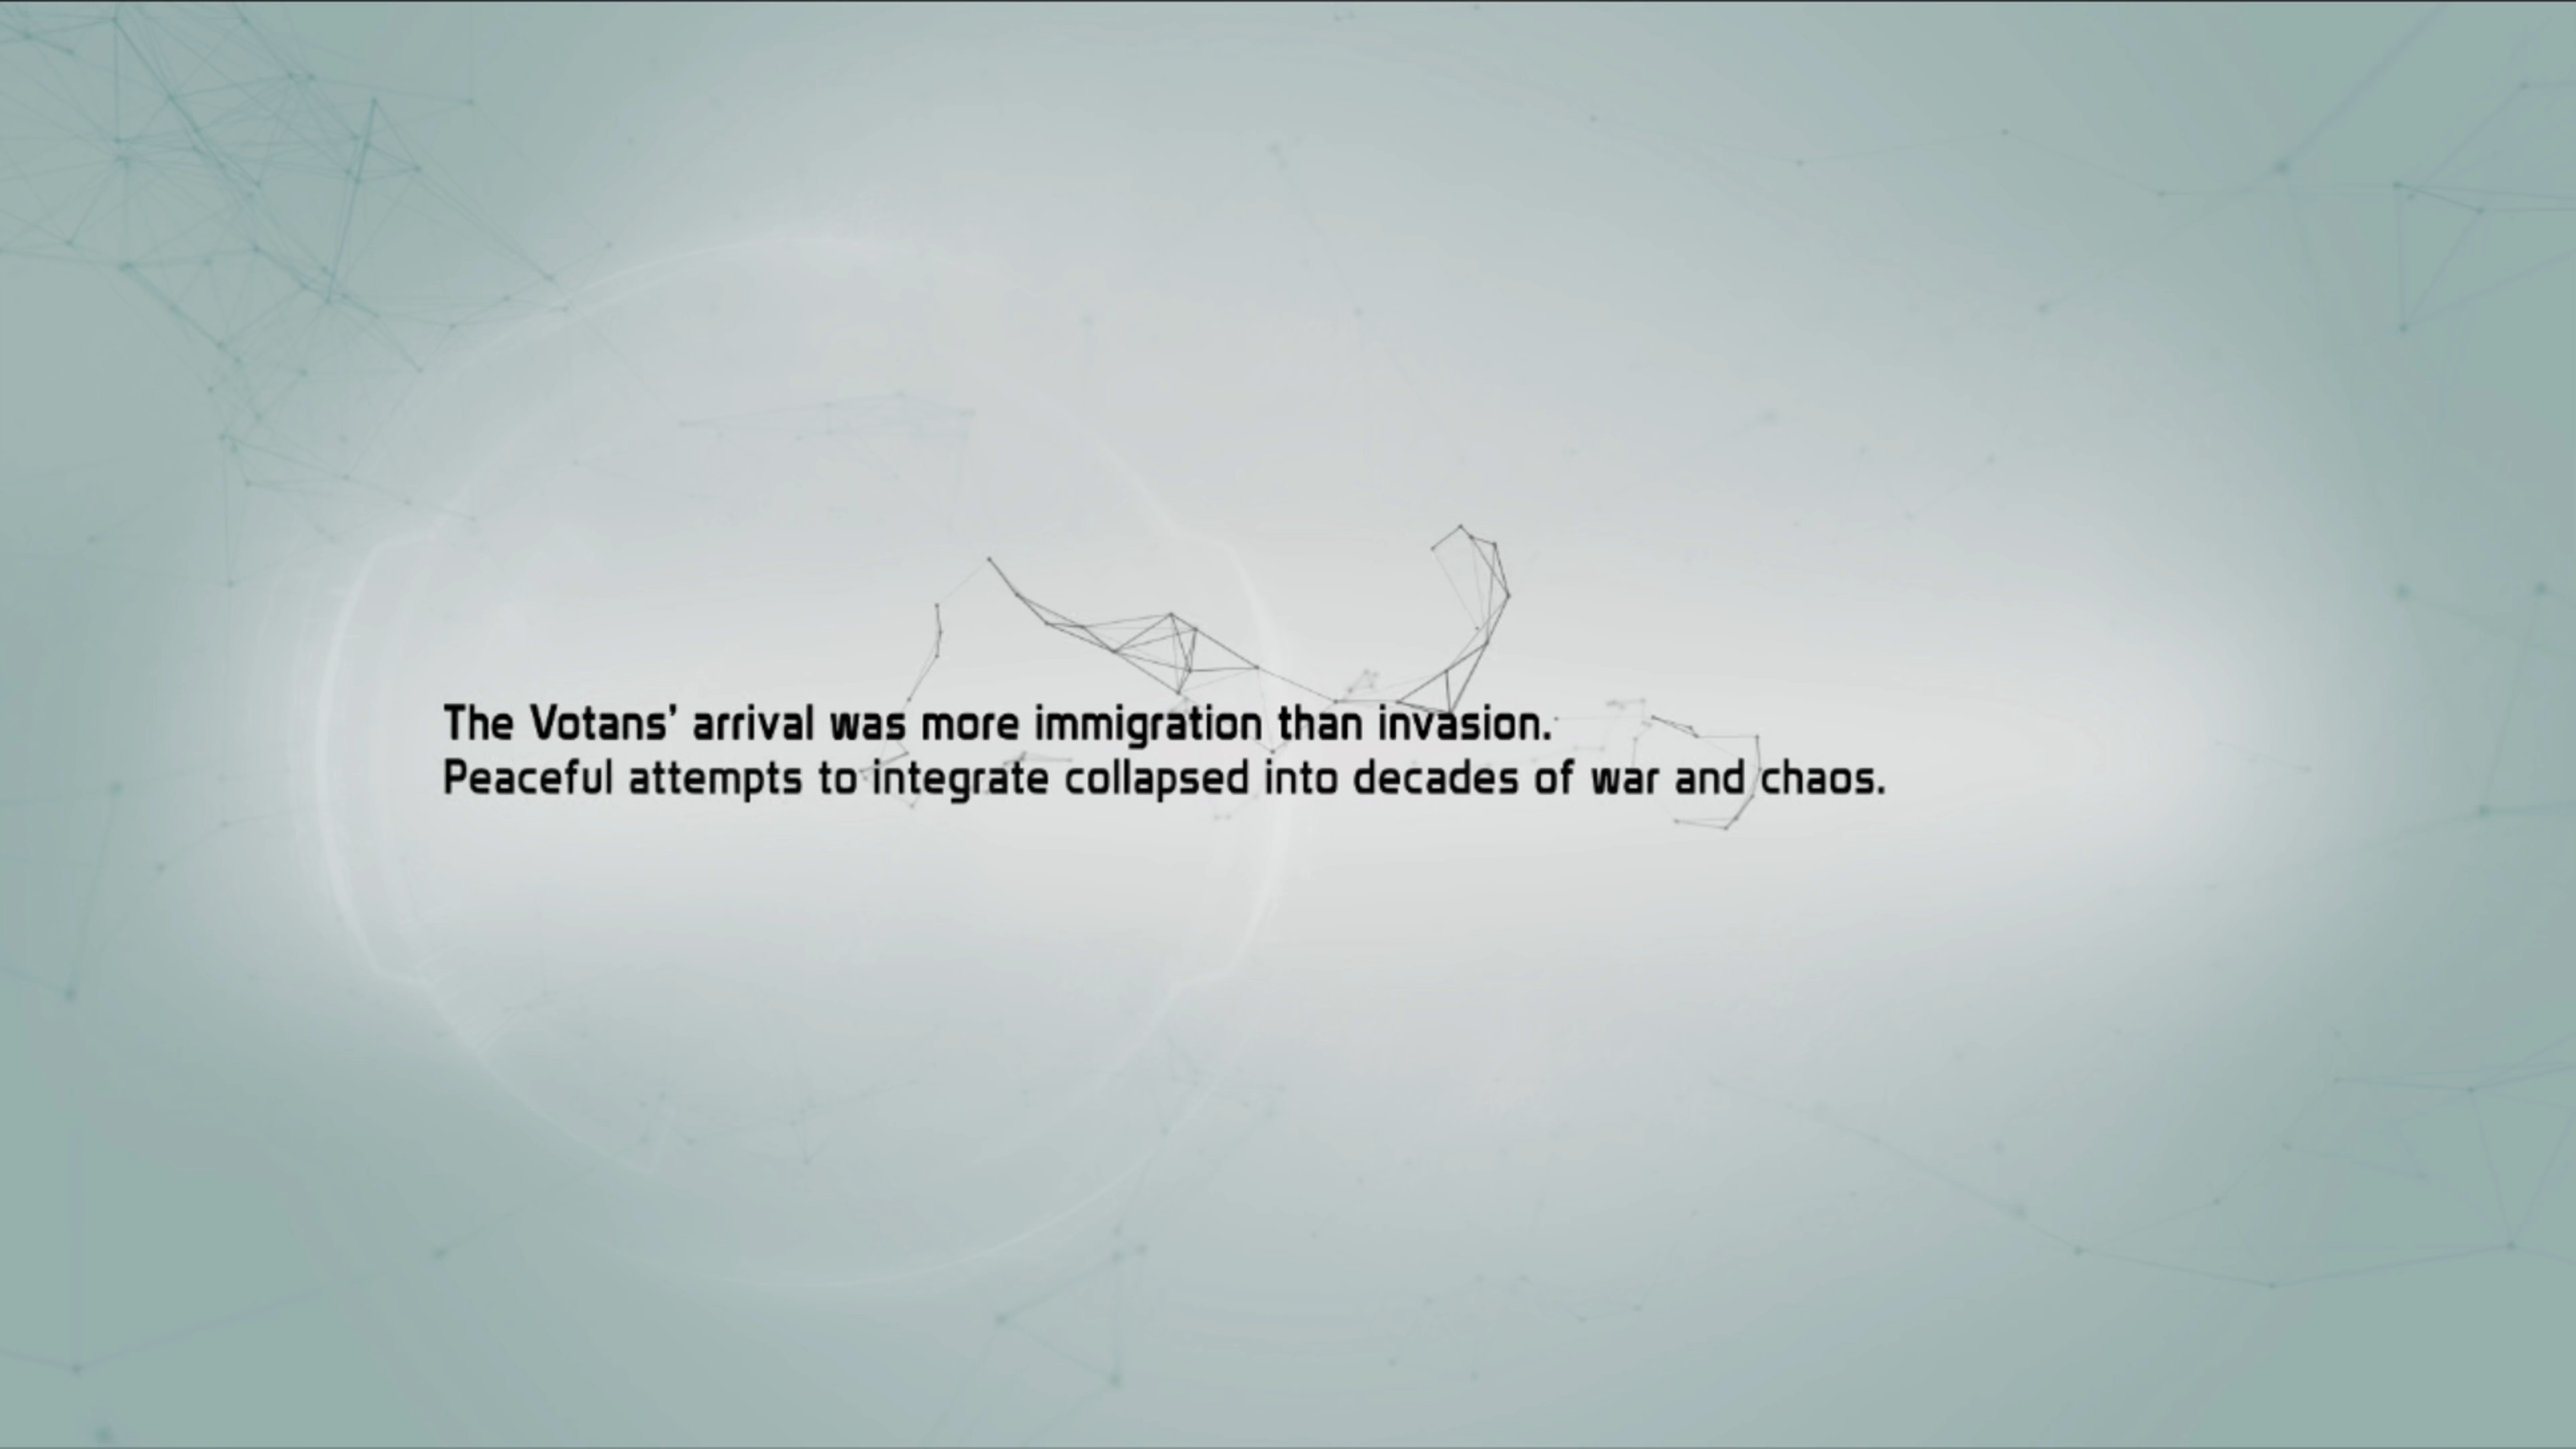 The Votans’ arrival was more immigration than invasion.
Peaceful attempts to integrate collapsed into decades of war and chaos.